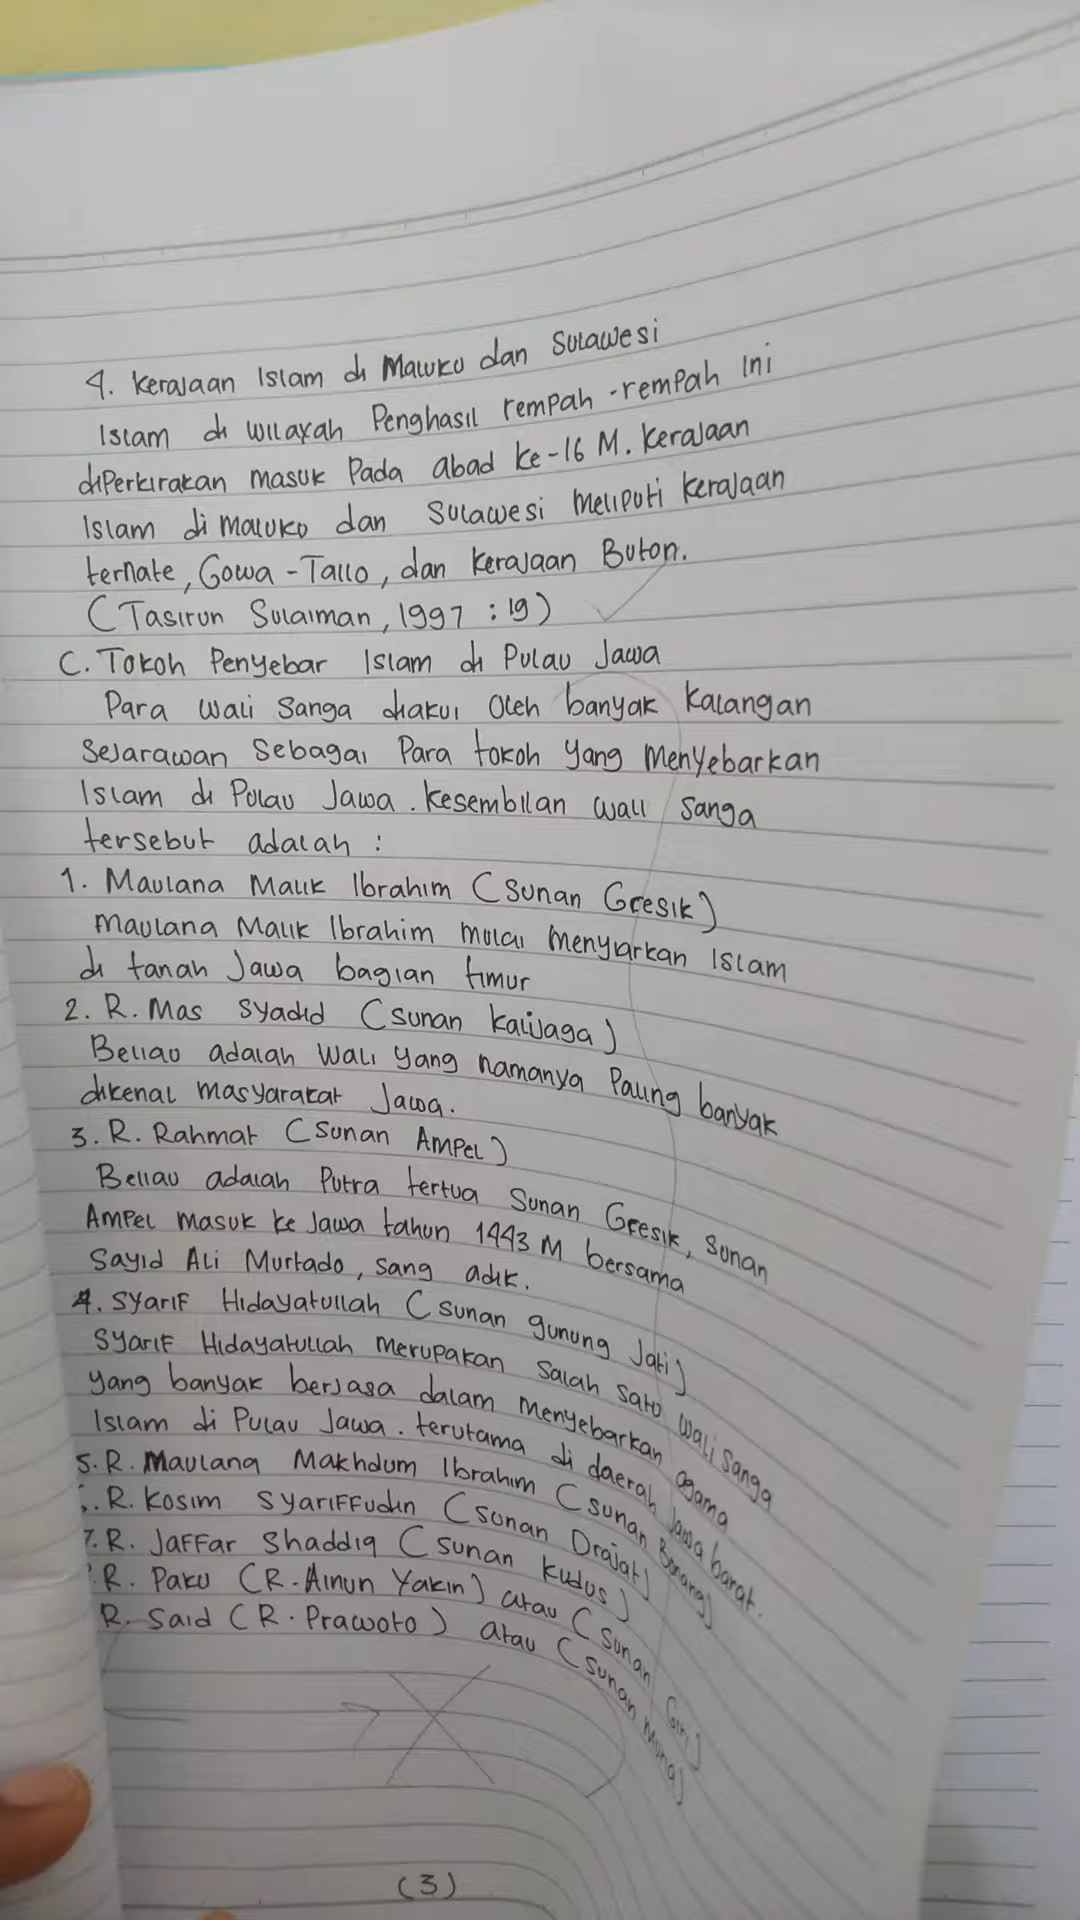 4. Kerajaan Islam di Maluku dan Sulawesi
Islam di wilayah Penghasil rempah-rempah ini
diPerkirakan masuk Pada abad ke-16 M. Kerajaan
Islam di maluku dan Sulawesi meliputi kerajaan
ternate, Gowa-Tallo, dan kerajaan Buton.
(Tasirun Sulaiman, 1997 : 19)
C. Tokoh Penyebar Islam di Pulau Jawa
Para wali Sanga diakui Oleh banyak Kalangan
Sejarawan Sebagai Para tokoh yang Menyebarkan
Islam di Pulau Jawa. Kesembilan wali Sanga
tersebut adalah :
1. Maulana Malik Ibrahim (Sunan Gresik)
Maulana Malik Ibrahim mulai Menyiarkan Islam
di tanah Jawa bagian timur
2. R. Mas Syadid (Sunan Kalijaga)
Beliau adalah Wali yang namanya Paling banyak
dikenal masyarakat Jawa.
3. R. Rahmat (Sunan AmPel)
Beliau adalah Putra tertua Sunan Gresik, Sunan
AmPel masuk ke Jawa tahun 1443 M bersama
Sayid Ali Murtado, sang adik.
4. Syarif Hidayatullah (Sunan gunung Jati)
Syarif Hidayatullah merupakan Salah satu Wali Sanga
yang banyak berjasa dalam Menyebarkan agama
Islam di Pulau Jawa. terutama di daerah Jawa barat.
5. R. Maulana Makhdum Ibrahim (Sunan Bonang)
R. Kosim Syariffudin (Sunan Drajat)
7. R. Jaffar Shaddiq (Sunan kudus)
R. Paku (R. Ainun Yakin) atau (Sunan Giri)
R. Said (R. Prawoto) atau (Sunan Muria)
(3)